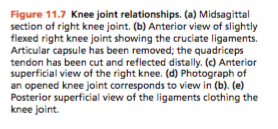 Figure 11.7 Knee joint relationships. (a) Midsagittal
section of right knee joint. (b) Anterior view of slightly
flexed right knee joint showing the cruciate ligaments.
Articular capsule has been removed; the quadriceps
tendon has been cut and reflected distally. (c) Anterior
superficial view of the right knee. (d) Photograph of
an opened knee joint corresponds to view in (b). (e)
Posterior superficial view of the ligaments clothing the
knee joint.